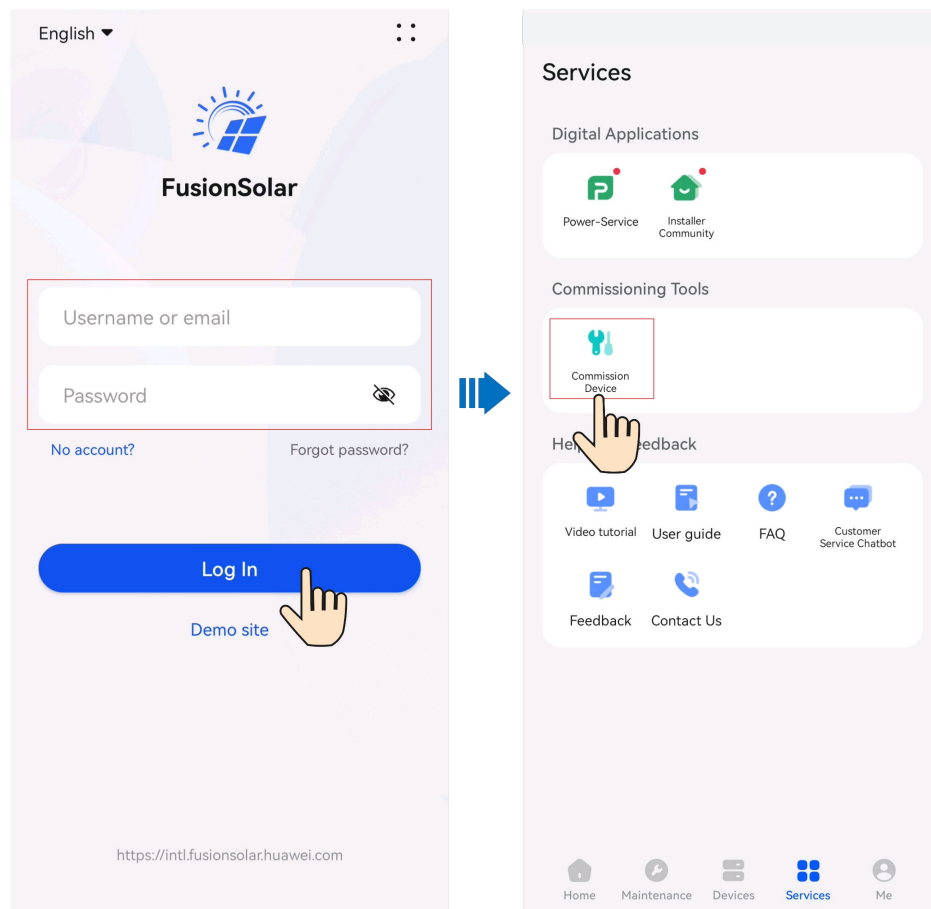 English
FusionSolar
Username or email
Password
No account?
Forgot password?
Log In
Demo site
https://intl.fusionsolar.huawei.com
Services
Digital Applications
Power-Service
Installer
Community
Commissioning Tools
Commission
Device
Hel
eedback
Video tutorial
User guide
FAQ
Customer
Service Chatbot
Feedback
Contact Us
Home
Maintenance
Devices
Services
Me